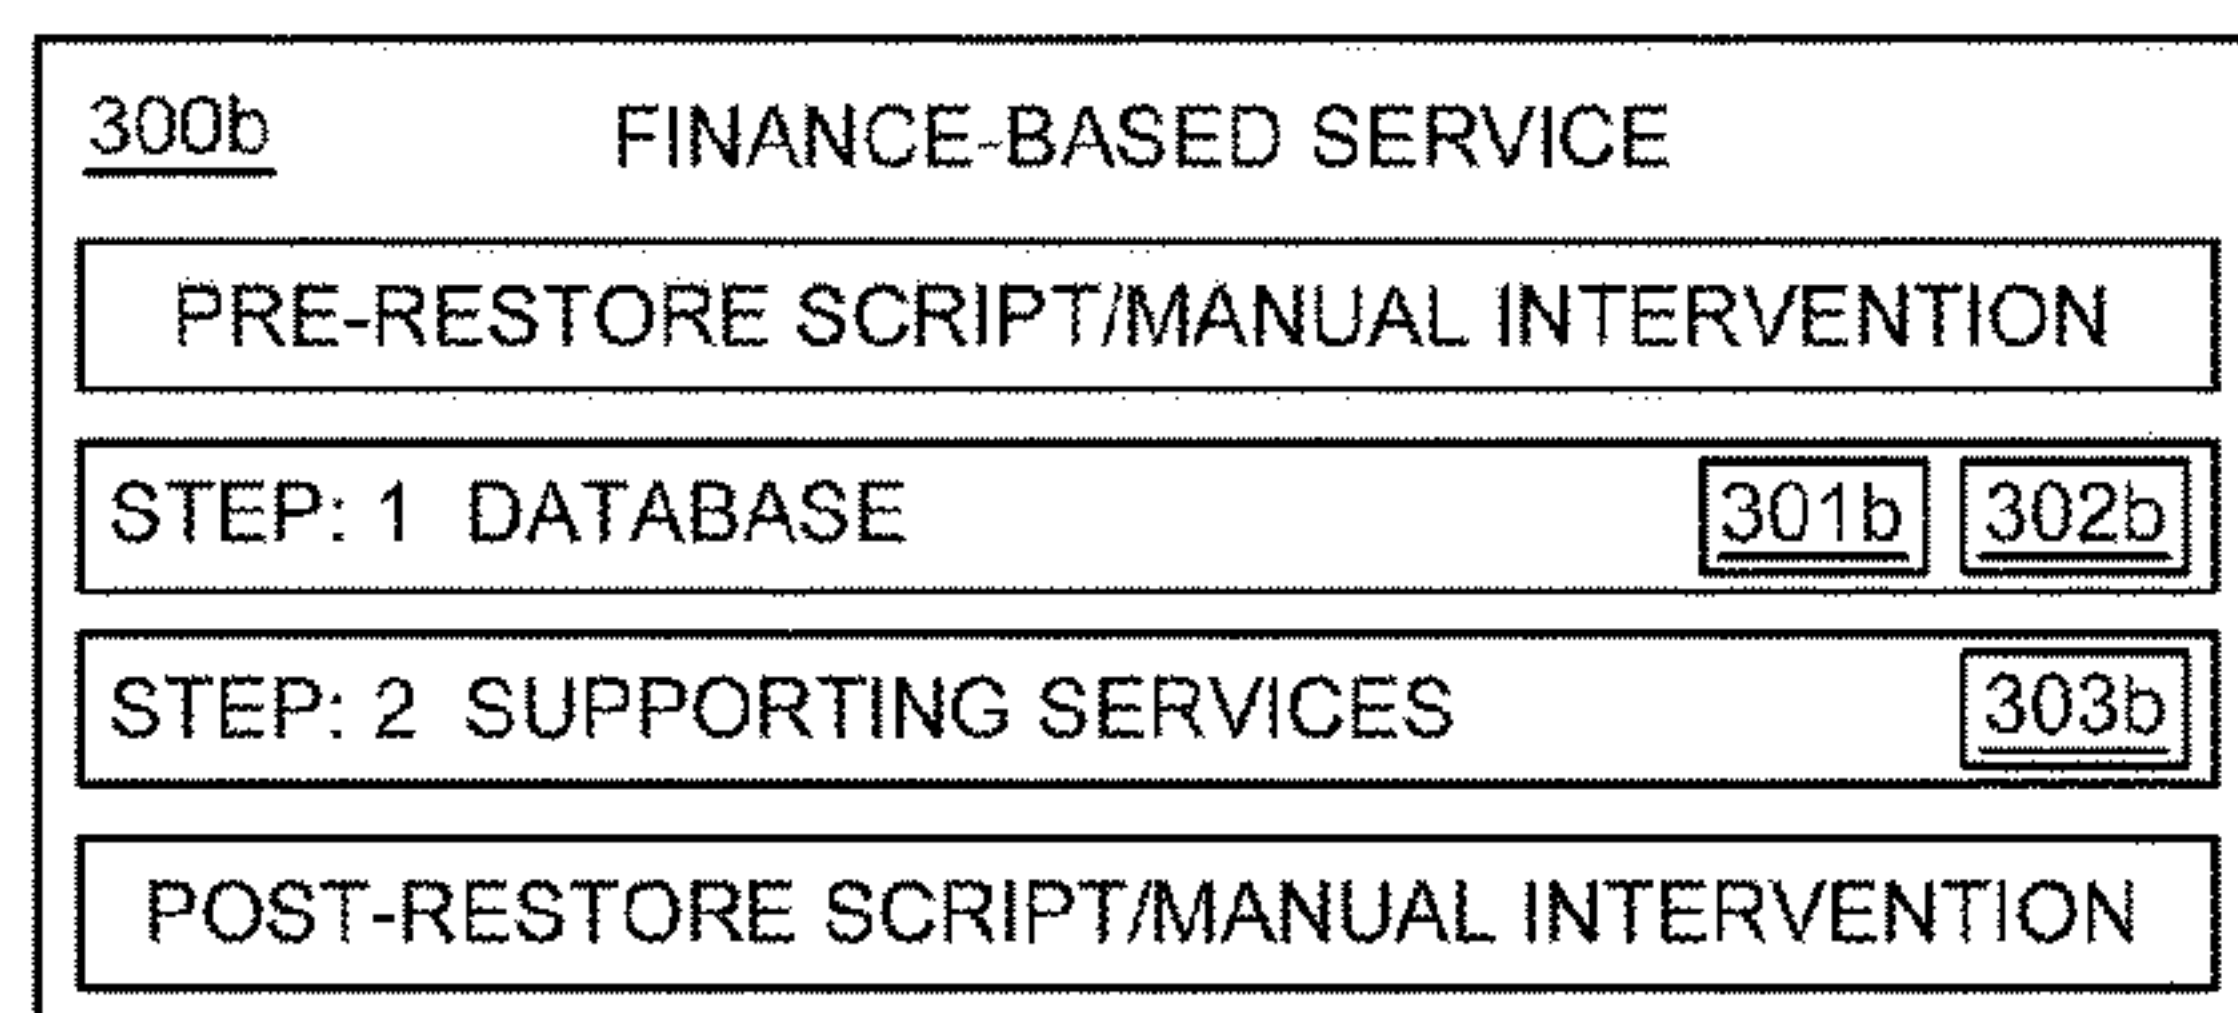 300b FINANCE-BASED SERVICE
PRE-RESTORE SCRIPT/MANUAL INTERVENTION
STEP: 1 DATABASE 301b 302b
STEP: 2 SUPPORTING SERVICES 303b
POST-RESTORE SCRIPT/MANUAL INTERVENTION